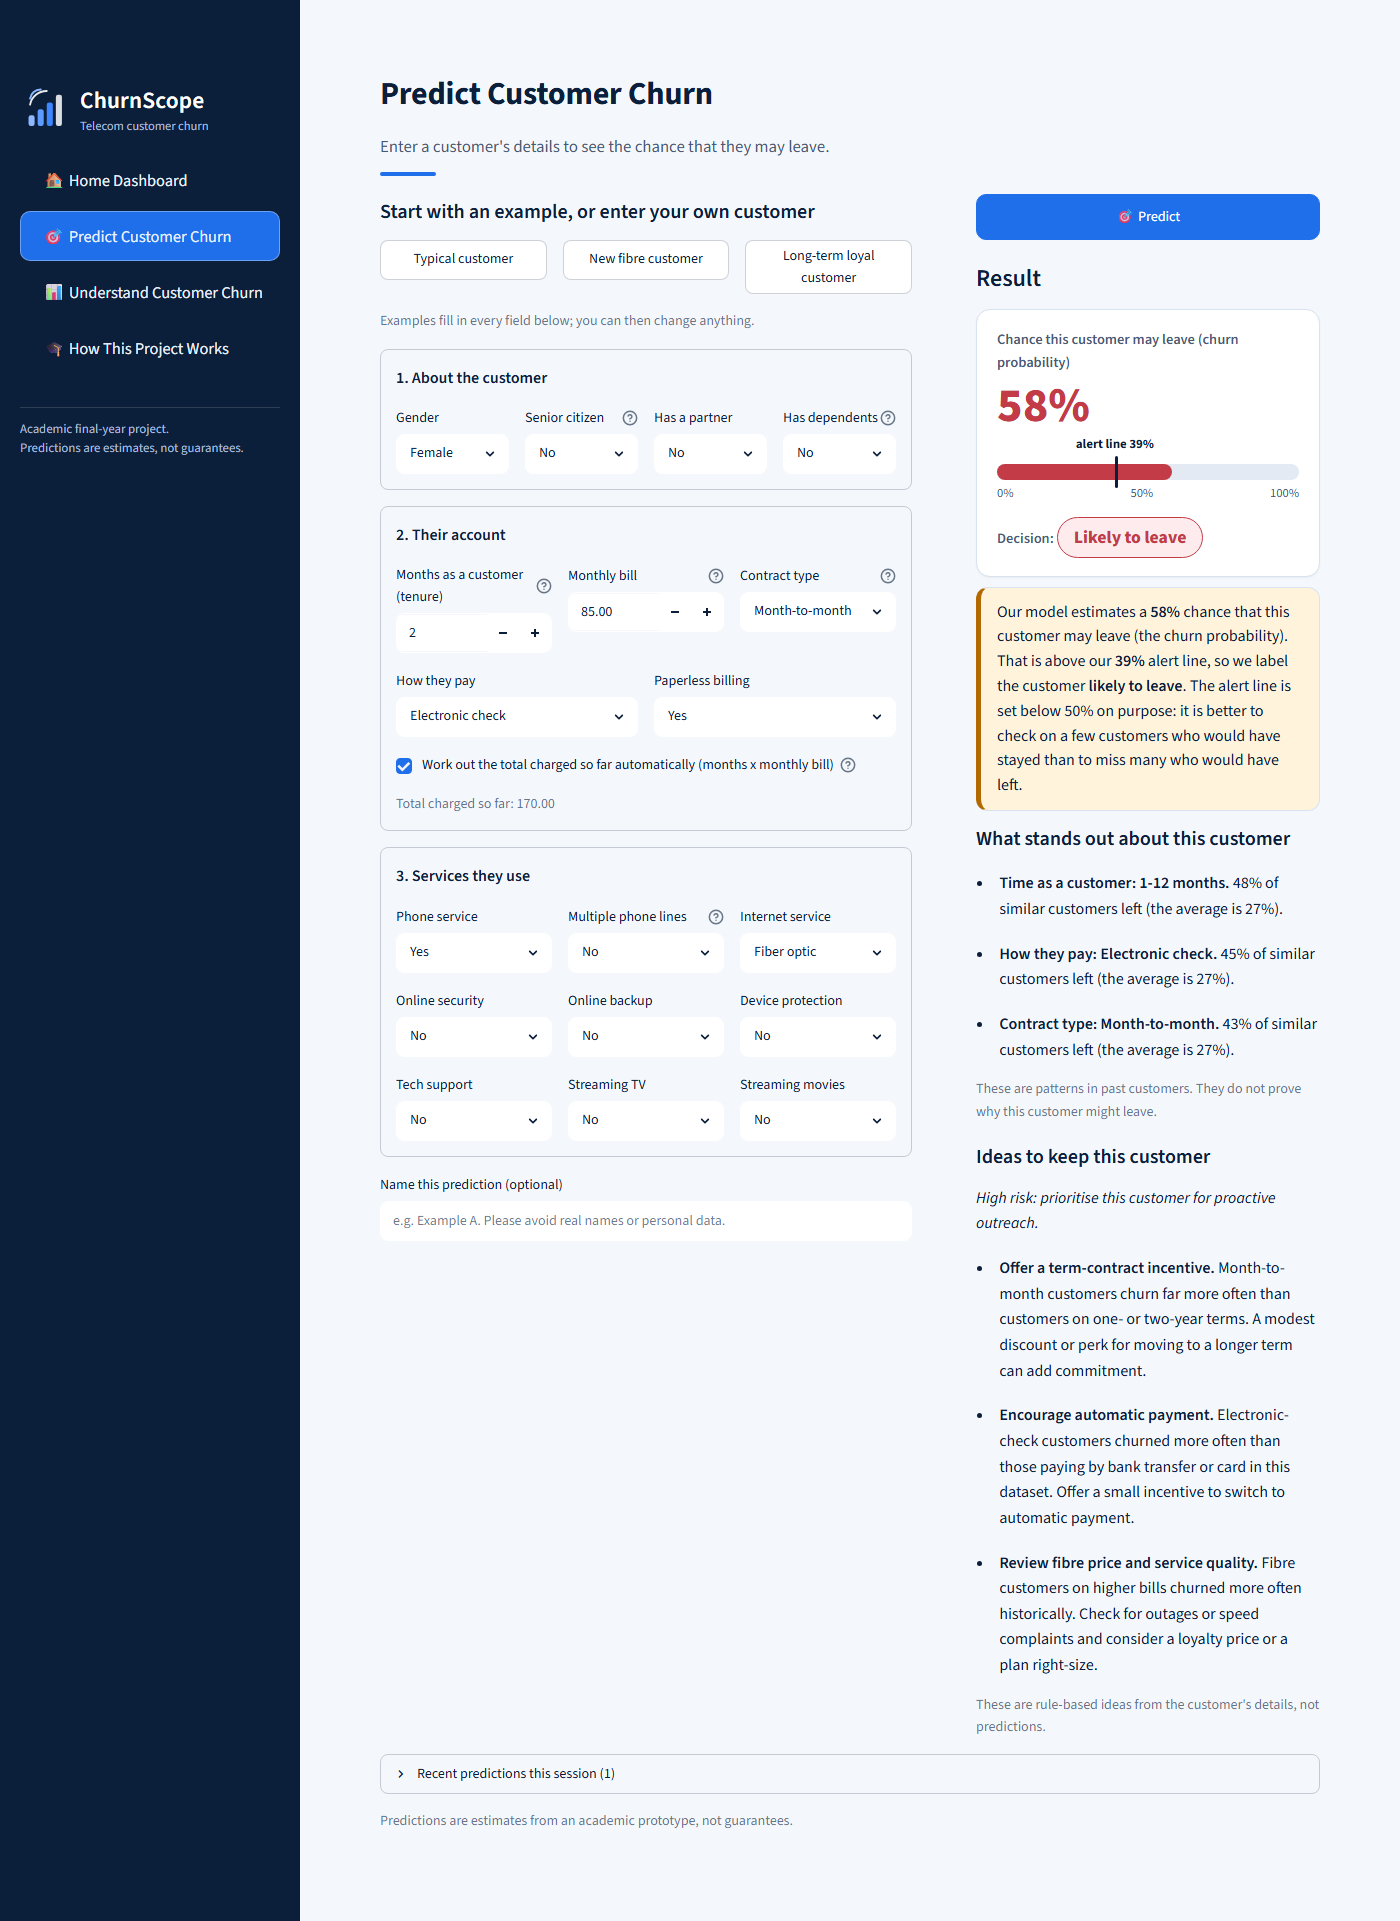 ChurnScope
Telecom customer churn
Home Dashboard
Predict Customer Churn
Understand Customer Churn
How This Project Works
Academic final-year project.
Predictions are estimates, not guarantees.
Predict Customer Churn
Enter a customer's details to see the chance that they may leave.
Start with an example, or enter your own customer
Typical customer
New fibre customer
Long-term loyal
customer
Examples fill in every field below; you can then change anything.
1. About the customer
Gender
Senior citizen
Has a partner
Has dependents
Female
No
No
No
2. Their account
Months as a customer
(tenure)
Monthly bill
Contract type
2
85.00
Month-to-month
How they pay
Paperless billing
Electronic check
Yes
Work out the total charged so far automatically (months x monthly bill)
Total charged so far: 170.00
3. Services they use
Phone service
Multiple phone lines
Internet service
Yes
No
Fiber optic
Online security
Online backup
Device protection
No
No
No
Tech support
Streaming TV
Streaming movies
No
No
No
Name this prediction (optional)
e.g. Example A. Please avoid real names or personal data.
Predict
Result
Chance this customer may leave (churn
probability)
58%
alert line 39%
0%
50%
100%
Decision: Likely to leave
Our model estimates a 58% chance that this
customer may leave (the churn probability).
That is above our 39% alert line, so we label
the customer likely to leave. The alert line is
set below 50% on purpose: it is better to
check on a few customers who would have
stayed than to miss many who would have
left.
What stands out about this customer
• Time as a customer: 1-12 months. 48% of
similar customers left (the average is 27%).
• How they pay: Electronic check. 45% of similar
customers left (the average is 27%).
• Contract type: Month-to-month. 43% of similar
customers left (the average is 27%).
These are patterns in past customers. They do not prove
why this customer might leave.
Ideas to keep this customer
High risk: prioritise this customer for proactive
outreach.
• Offer a term-contract incentive. Month-to-
month customers churn far more often than
customers on one- or two-year terms. A modest
discount or perk for moving to a longer term
can add commitment.
• Encourage automatic payment. Electronic-
check customers churned more often than
those paying by bank transfer or card in this
dataset. Offer a small incentive to switch to
automatic payment.
• Review fibre price and service quality. Fibre
customers on higher bills churned more often
historically. Check for outages or speed
complaints and consider a loyalty price or a
plan right-size.
These are rule-based ideas from the customer's details, not
predictions.
Recent predictions this session (1)
Predictions are estimates from an academic prototype, not guarantees.